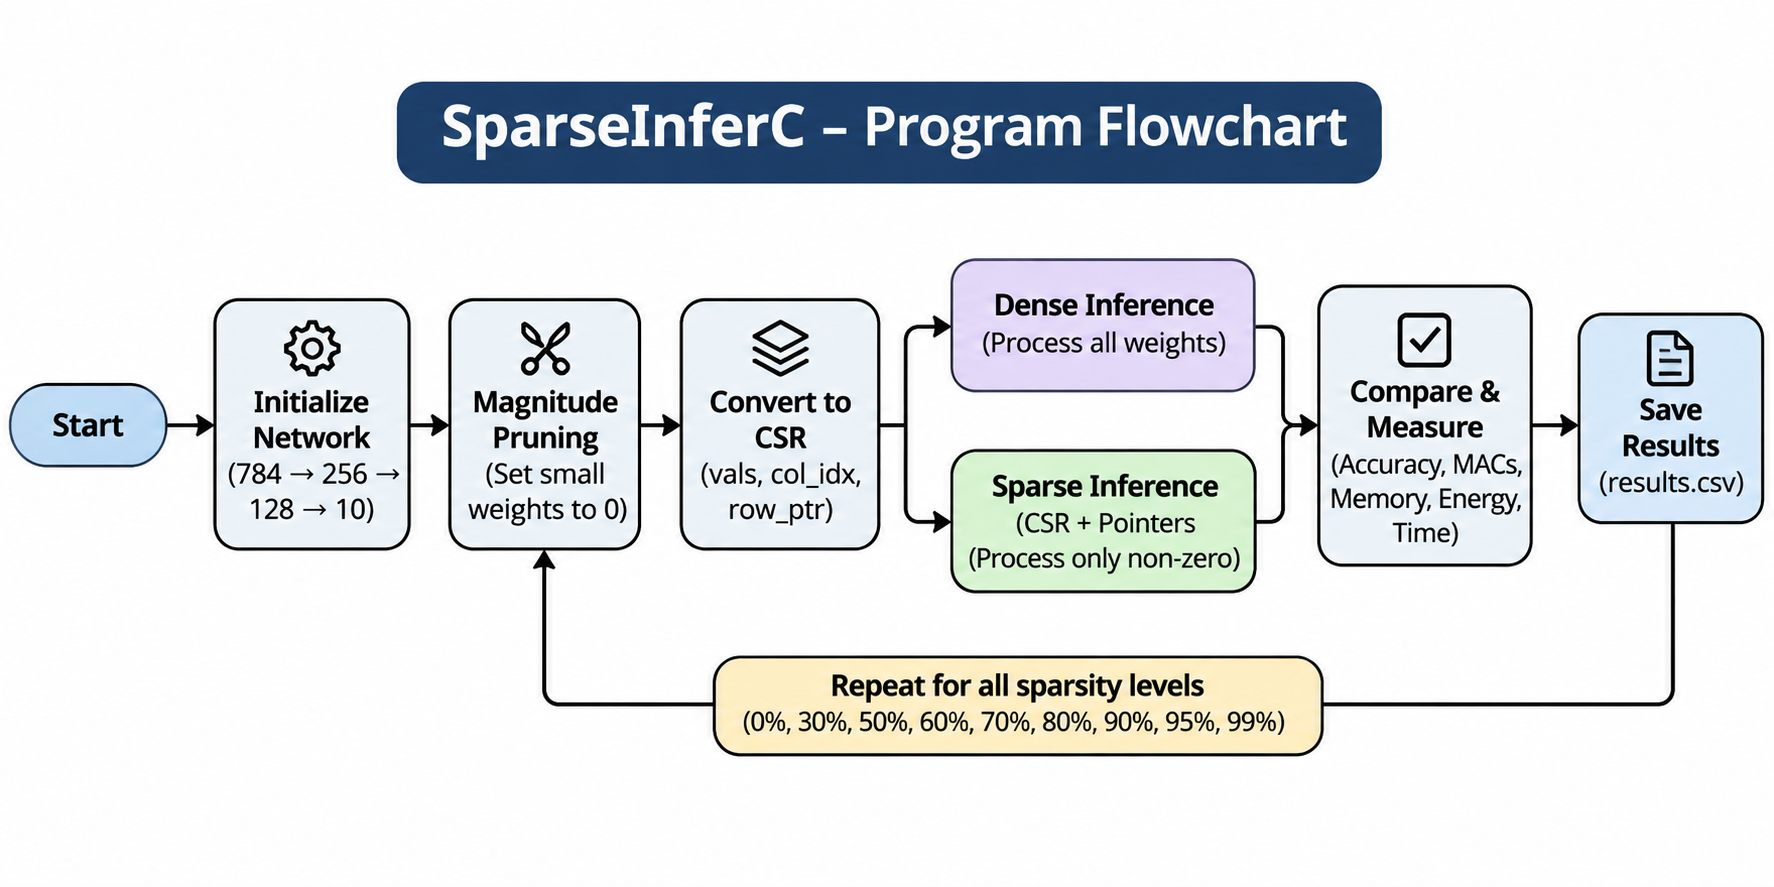 SparseInferC – Program Flowchart
Start
Initialize
Network
(784 → 256 →
128 → 10)
Magnitude
Pruning
(Set small
weights to 0)
Convert to
CSR
(vals, col_idx,
row_ptr)
Dense Inference
(Process all weights)
Sparse Inference
(CSR + Pointers
(Process only non-zero)
Compare &
Measure
(Accuracy, MACs,
Memory, Energy,
Time)
Save
Results
(results.csv)
Repeat for all sparsity levels
(0%, 30%, 50%, 60%, 70%, 80%, 90%, 95%, 99%)